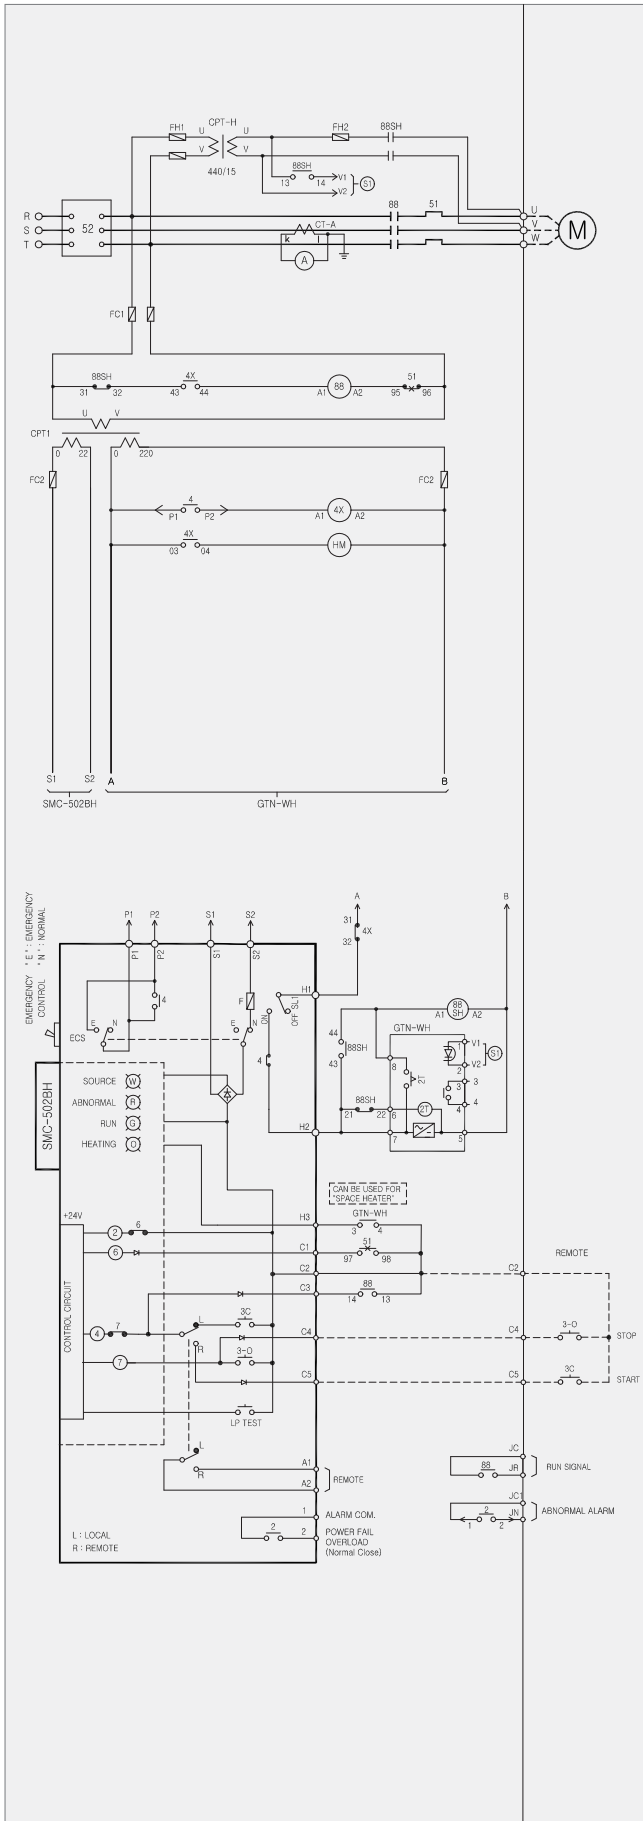 CPT-H
FH1 U U FH2 88SH
V V
440/15
88SH
13 14 V1
V2 S1
R
S
T
52
88 51
U
V
W
M
CT-A
k l
A
FC1
88SH 4X 51
31 32 43 44 A1 88 A2 95 96
U V
CPT1
0 22 0 220
FC2 FC2
4
P1 P2 A1 4X A2
4X
03 04 HM
S1 S2 A B
SMC-502BH GTN-WH
EMERGENCY CONTROL
" E " : EMERGENCY
" N " : NORMAL
P1 P2 S1 S2 A B
31
32
4X
P1 P2 S1 S2
4
F
H1
SL1
ON OFF
ECS
E N E N
4
SMC-502BH
SOURCE W
ABNORMAL R
RUN G
HEATING O
H2
44
43
88SH
A1 88 SH A2
GTN-WH
8
2T
1 V1
2 V2
S1
3 3
4 4
88SH
21 22 6 2T
7 5
CAN BE USED FOR
"SPACE HEATER"
GTN-WH
+24V
CONTROL CIRCUIT
2 6 H3 3 4
6 C1 51
97 98
C2 C2
REMOTE
C3 88
14 13
4 7 L 3C
R
C4 C4 3-O STOP
7 3-O
C5 C5 3C START
LP TEST
L
R
A1
A2
REMOTE
JC
88 JR
RUN SIGNAL
JC1
2 JN
1 2
ABNORMAL ALARM
1 ALARM COM.
2 2 POWER FAIL
OVERLOAD
(Normal Close)
L : LOCAL
R : REMOTE